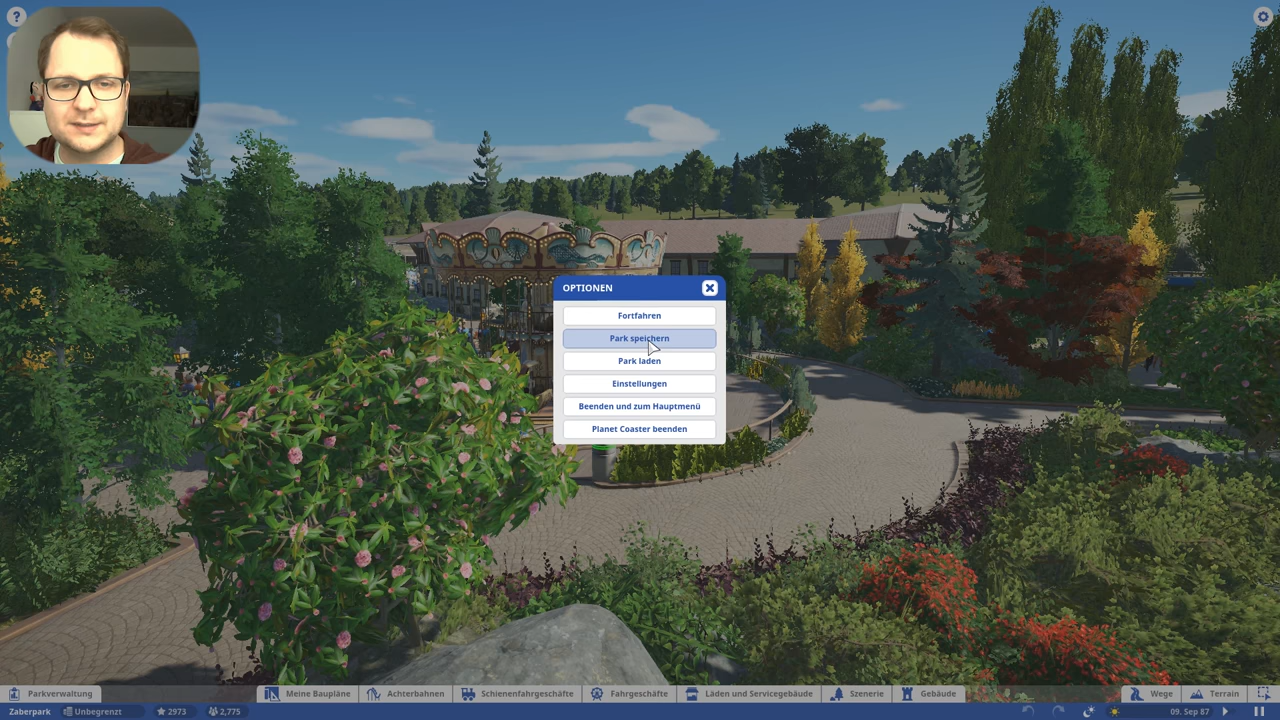 ?
OPTIONEN
Fortfahren
Park speichern
Park laden
Einstellungen
Beenden und zum Hauptmenü
Planet Coaster beenden
Parkverwaltung
Meine Baupläne
Achterbahnen
Schienenfahrgeschäfte
Fahrgeschäfte
Läden und Servicegebäude
Szenerie
Gebäude
Wege
Terrain
Zaberpark
Unbegrenzt
2973
2,775
09. Sep 87